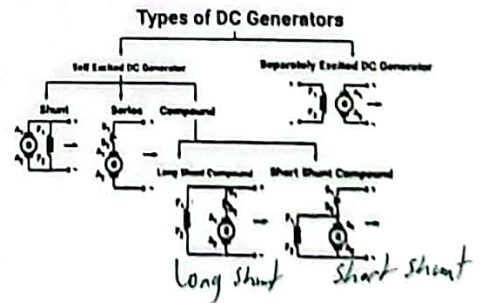 Types of DC Generators
Self Excited DC Generator
Separately Excited DC Generator
Shunt
Series
Compound
Long Shunt Compound
Short Shunt Compound
Long Shunt
Short shunt